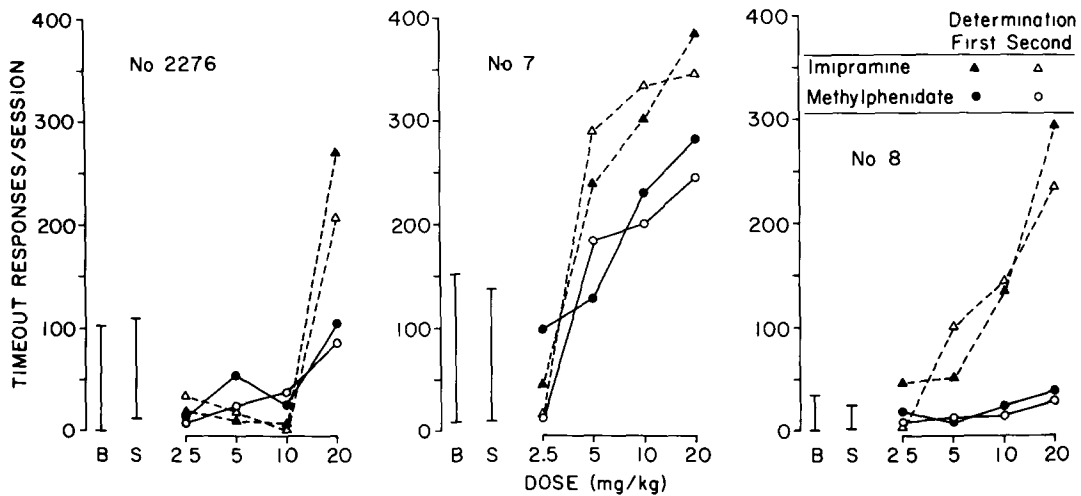 TIMEOUT RESPONSES/SESSION
400
300
200
100
0
No 2276
B S 2 5 5 10 20
400
300
200
100
0
No 7
B S 2.5 5 10 20
DOSE (mg/kg)
400
300
200
100
0
Determination
First Second
Imipramine
Methylphenidate
No 8
B S 2 5 5 10 20